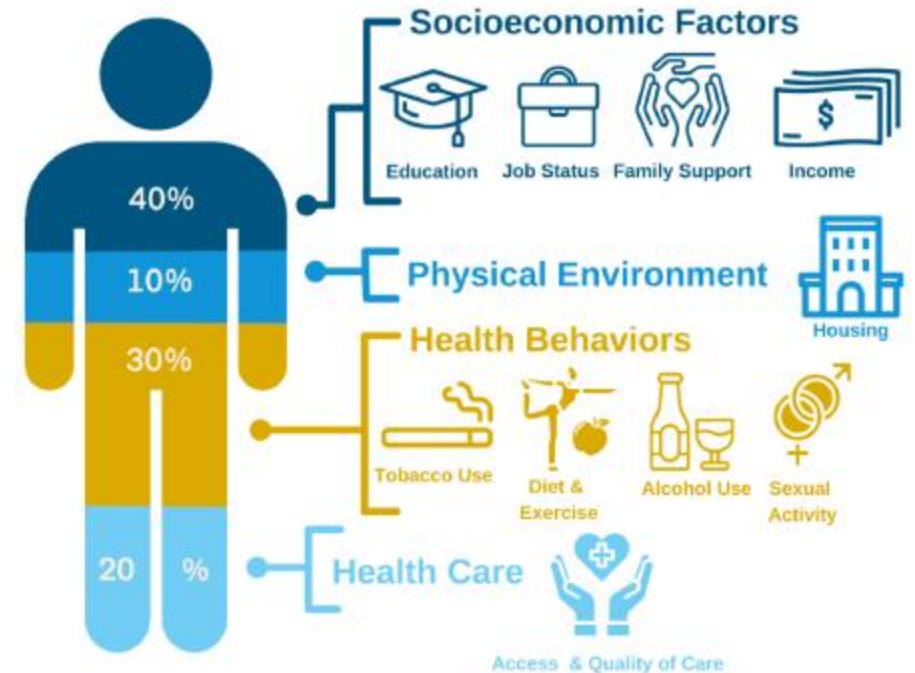 Socioeconomic Factors
$
Education
Job Status
Family Support
Income
40%
10%
Physical Environment
Housing
Health Behaviors
30%
Tobacco Use
Diet &
Exercise
Alcohol Use
Sexual
Activity
20 %
Health Care
Access & Quality of Care